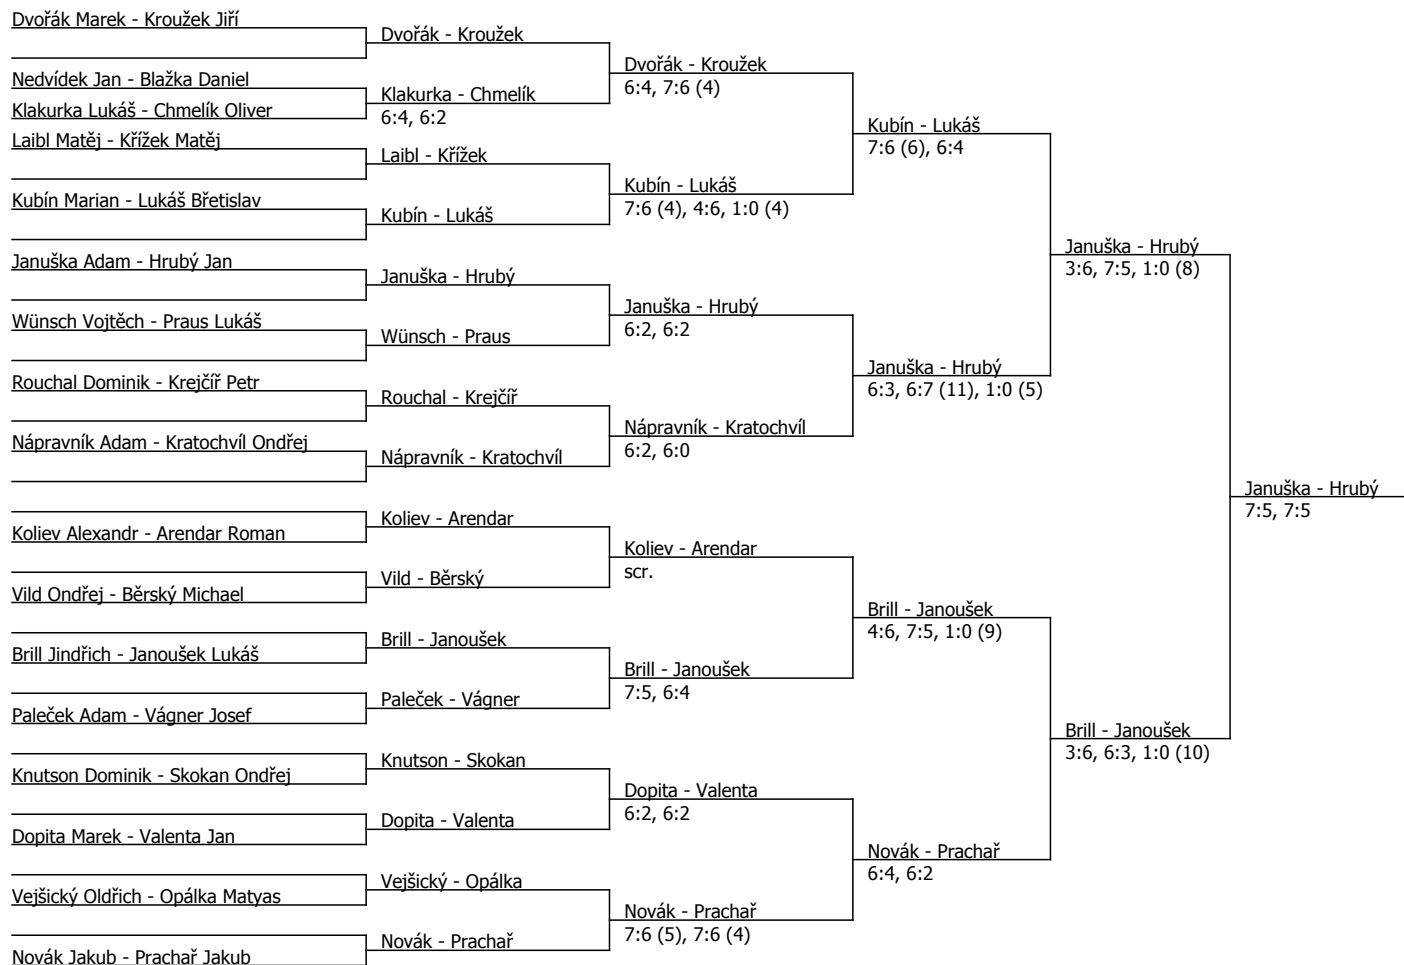 Dvořák Marek - Kroužek Jiří
Nedvídek Jan - Blažka Daniel
Klakurka Lukáš - Chmelík Oliver
Laibl Matěj - Křížek Matěj
Kubín Marian - Lukáš Břetislav
Januška Adam - Hrubý Jan
Wünsch Vojtěch - Praus Lukáš
Rouchal Dominik - Krejčíř Petr
Nápravník Adam - Kratochvíl Ondřej
Koliev Alexandr - Arendar Roman
Vild Ondřej - Běrský Michael
Brill Jindřich - Janoušek Lukáš
Paleček Adam - Vágner Josef
Knutson Dominik - Skokan Ondřej
Dopita Marek - Valenta Jan
Vejšický Oldřich - Opálka Matyas
Novák Jakub - Prachař Jakub
Dvořák - Kroužek
Klakurka - Chmelík
6:4, 6:2
Laibl - Křížek
Kubín - Lukáš
Januška - Hrubý
Wünsch - Praus
Rouchal - Krejčíř
Nápravník - Kratochvíl
Koliev - Arendar
Vild - Běrský
Brill - Janoušek
Paleček - Vágner
Knutson - Skokan
Dopita - Valenta
Vejšický - Opálka
Novák - Prachař
Dvořák - Kroužek
6:4, 7:6 (4)
Kubín - Lukáš
7:6 (4), 4:6, 1:0 (4)
Januška - Hrubý
6:2, 6:2
Nápravník - Kratochvíl
6:2, 6:0
Koliev - Arendar
scr.
Brill - Janoušek
7:5, 6:4
Dopita - Valenta
6:2, 6:2
Novák - Prachař
7:6 (5), 7:6 (4)
Kubín - Lukáš
7:6 (6), 6:4
Januška - Hrubý
6:3, 6:7 (11), 1:0 (5)
Brill - Janoušek
4:6, 7:5, 1:0 (9)
Novák - Prachař
6:4, 6:2
Januška - Hrubý
3:6, 7:5, 1:0 (8)
Brill - Janoušek
3:6, 6:3, 1:0 (10)
Januška - Hrubý
7:5, 7:5